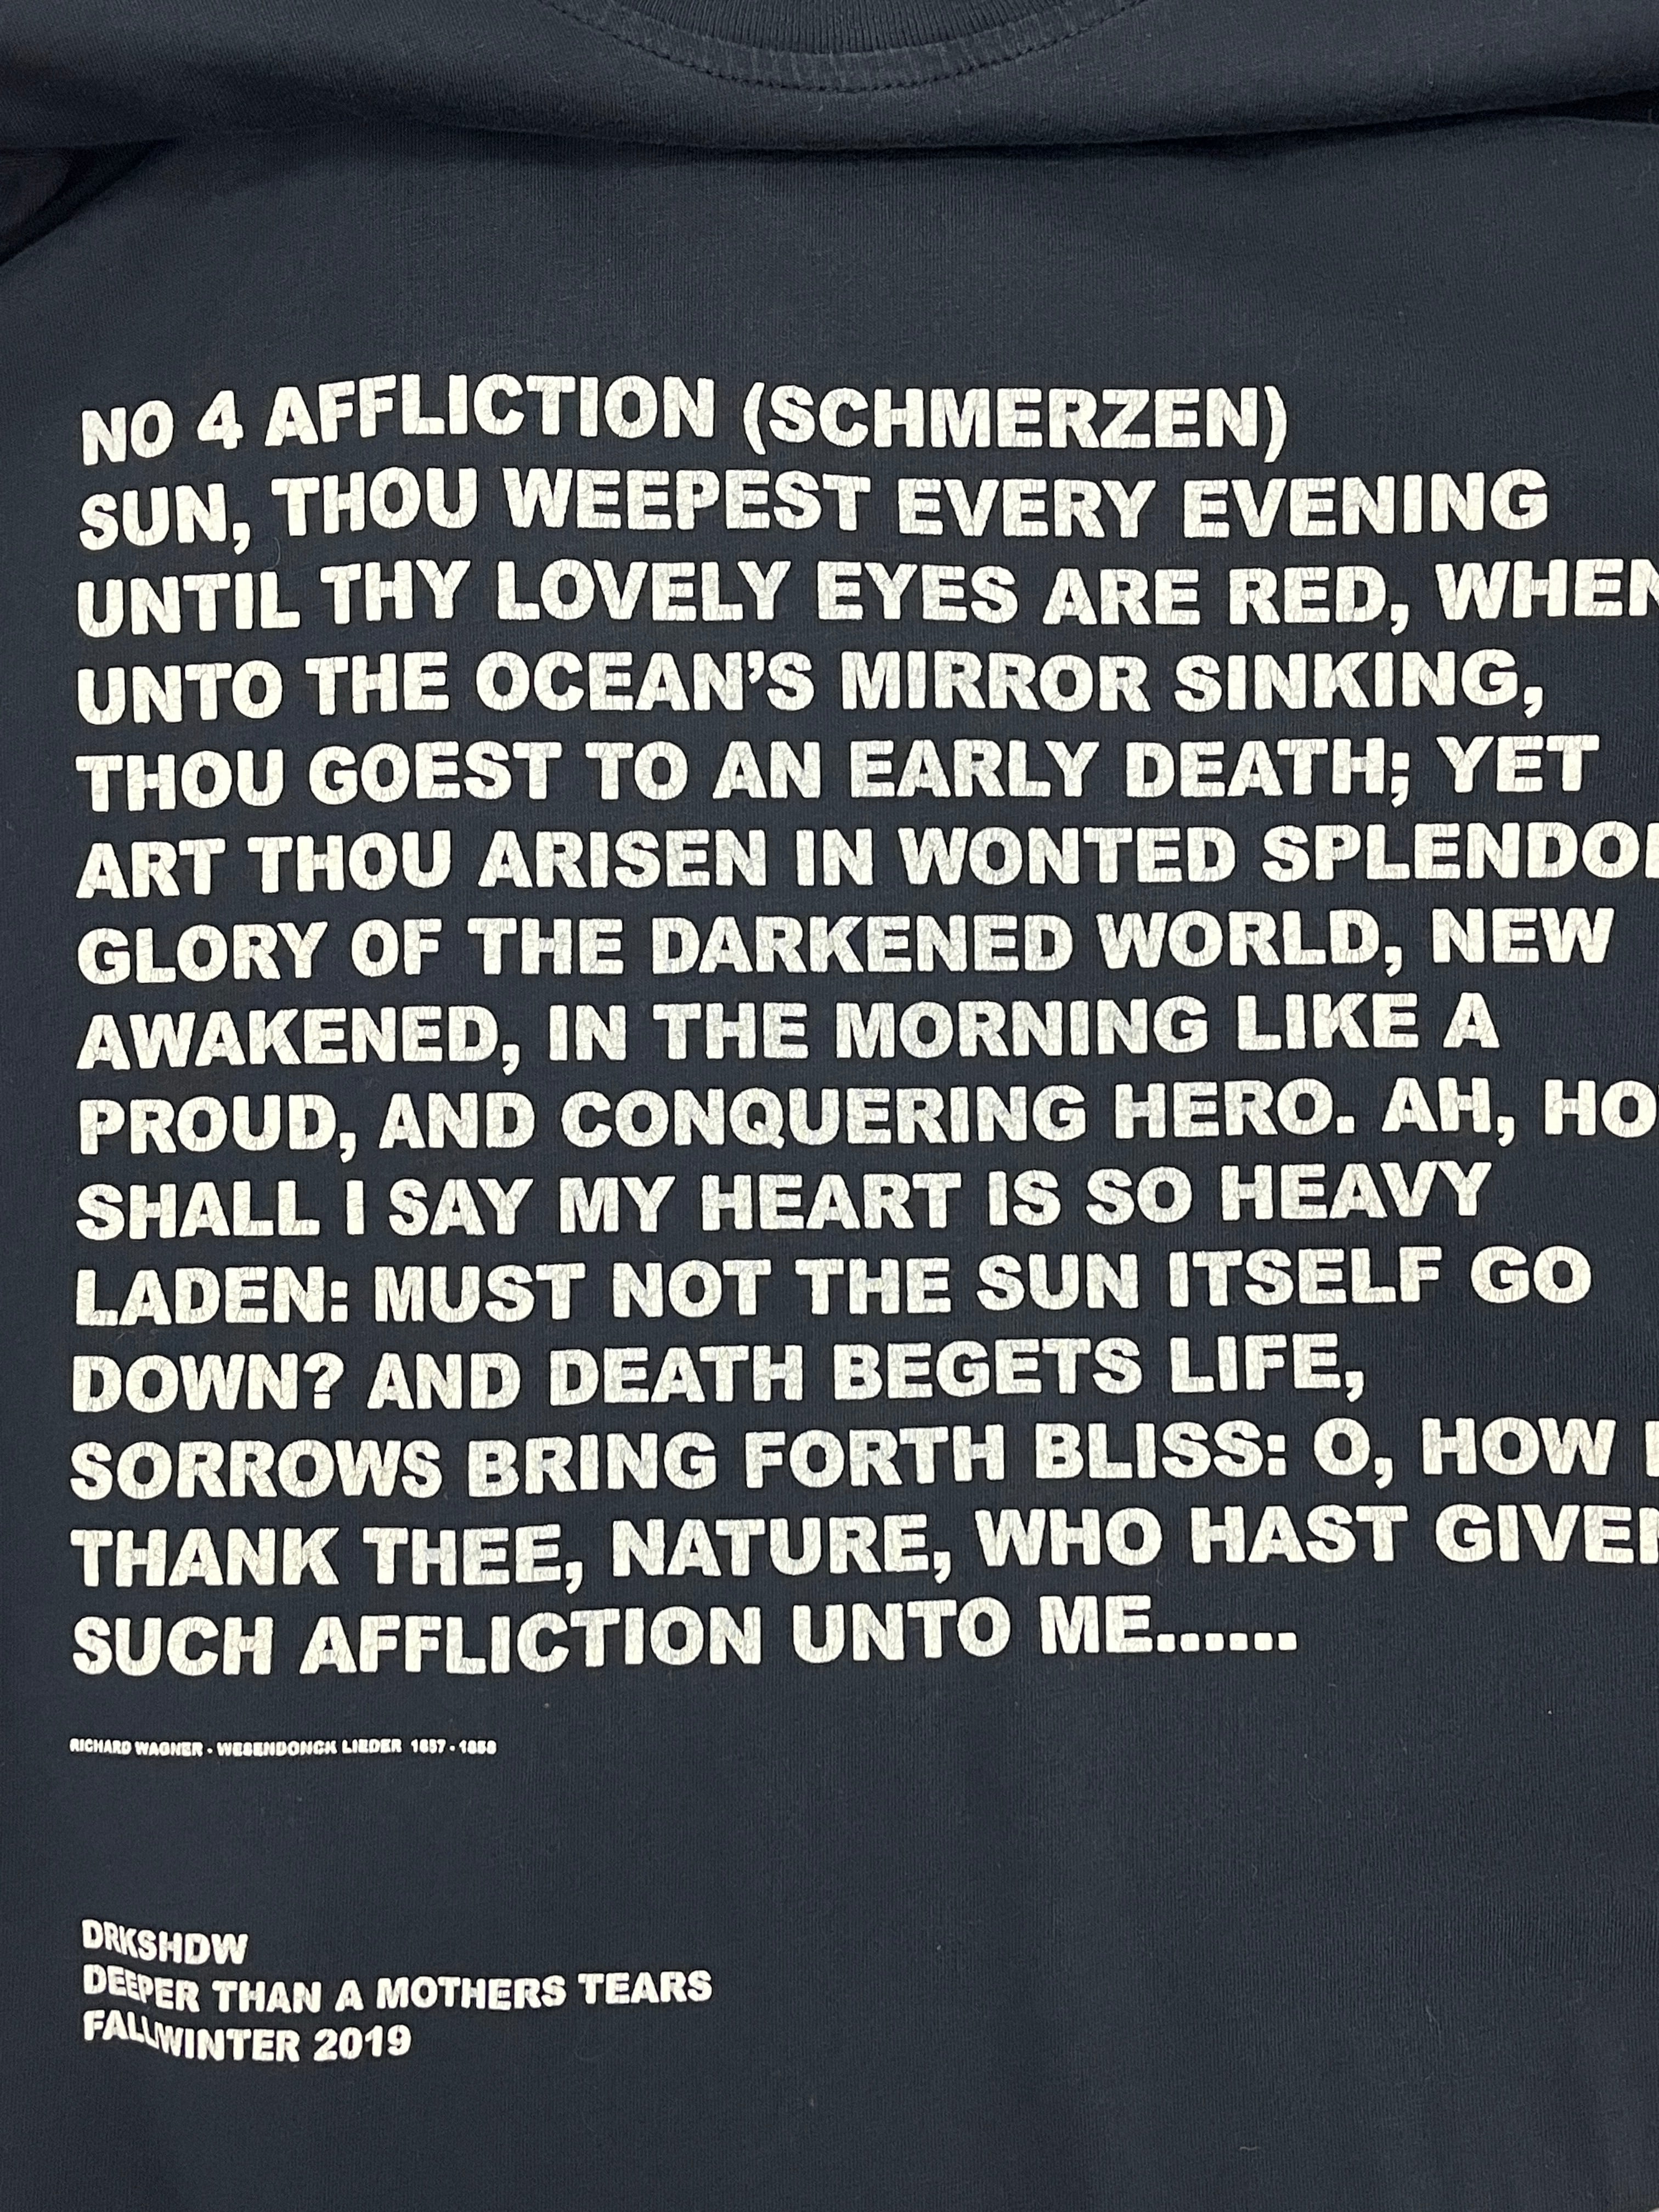 NO 4 AFFLICTION (SCHMERZEN)
SUN, THOU WEEPEST EVERY EVENING
UNTIL THY LOVELY EYES ARE RED, WHEN
UNTO THE OCEAN'S MIRROR SINKING,
THOU GOEST TO AN EARLY DEATH; YET
ART THOU ARISEN IN WONTED
GLORY OF THE DARKENED WORLD, NEW
AWAKENED, IN THE MORNING LIKE A
PROUD, AND CONQUERING HERO. AH,
SHALL I SAY MY HEART IS SO HEAVY
LADEN: MUST NOT THE SUN ITSELF GO
DOWN? AND DEATH BEGETS LIFE,
SORROWS BRING FORTH BLISS: O, HOW
THANK THEE, NATURE, WHO HAST GIVEN
SUCH AFFLICTION UNTO ME......
RICHARD WAGNER - WESENDONCK LIEDER 1857 - 1858
DRKSHDW
DEEPER THAN A MOTHERS TEARS
FALL/WINTER 2019